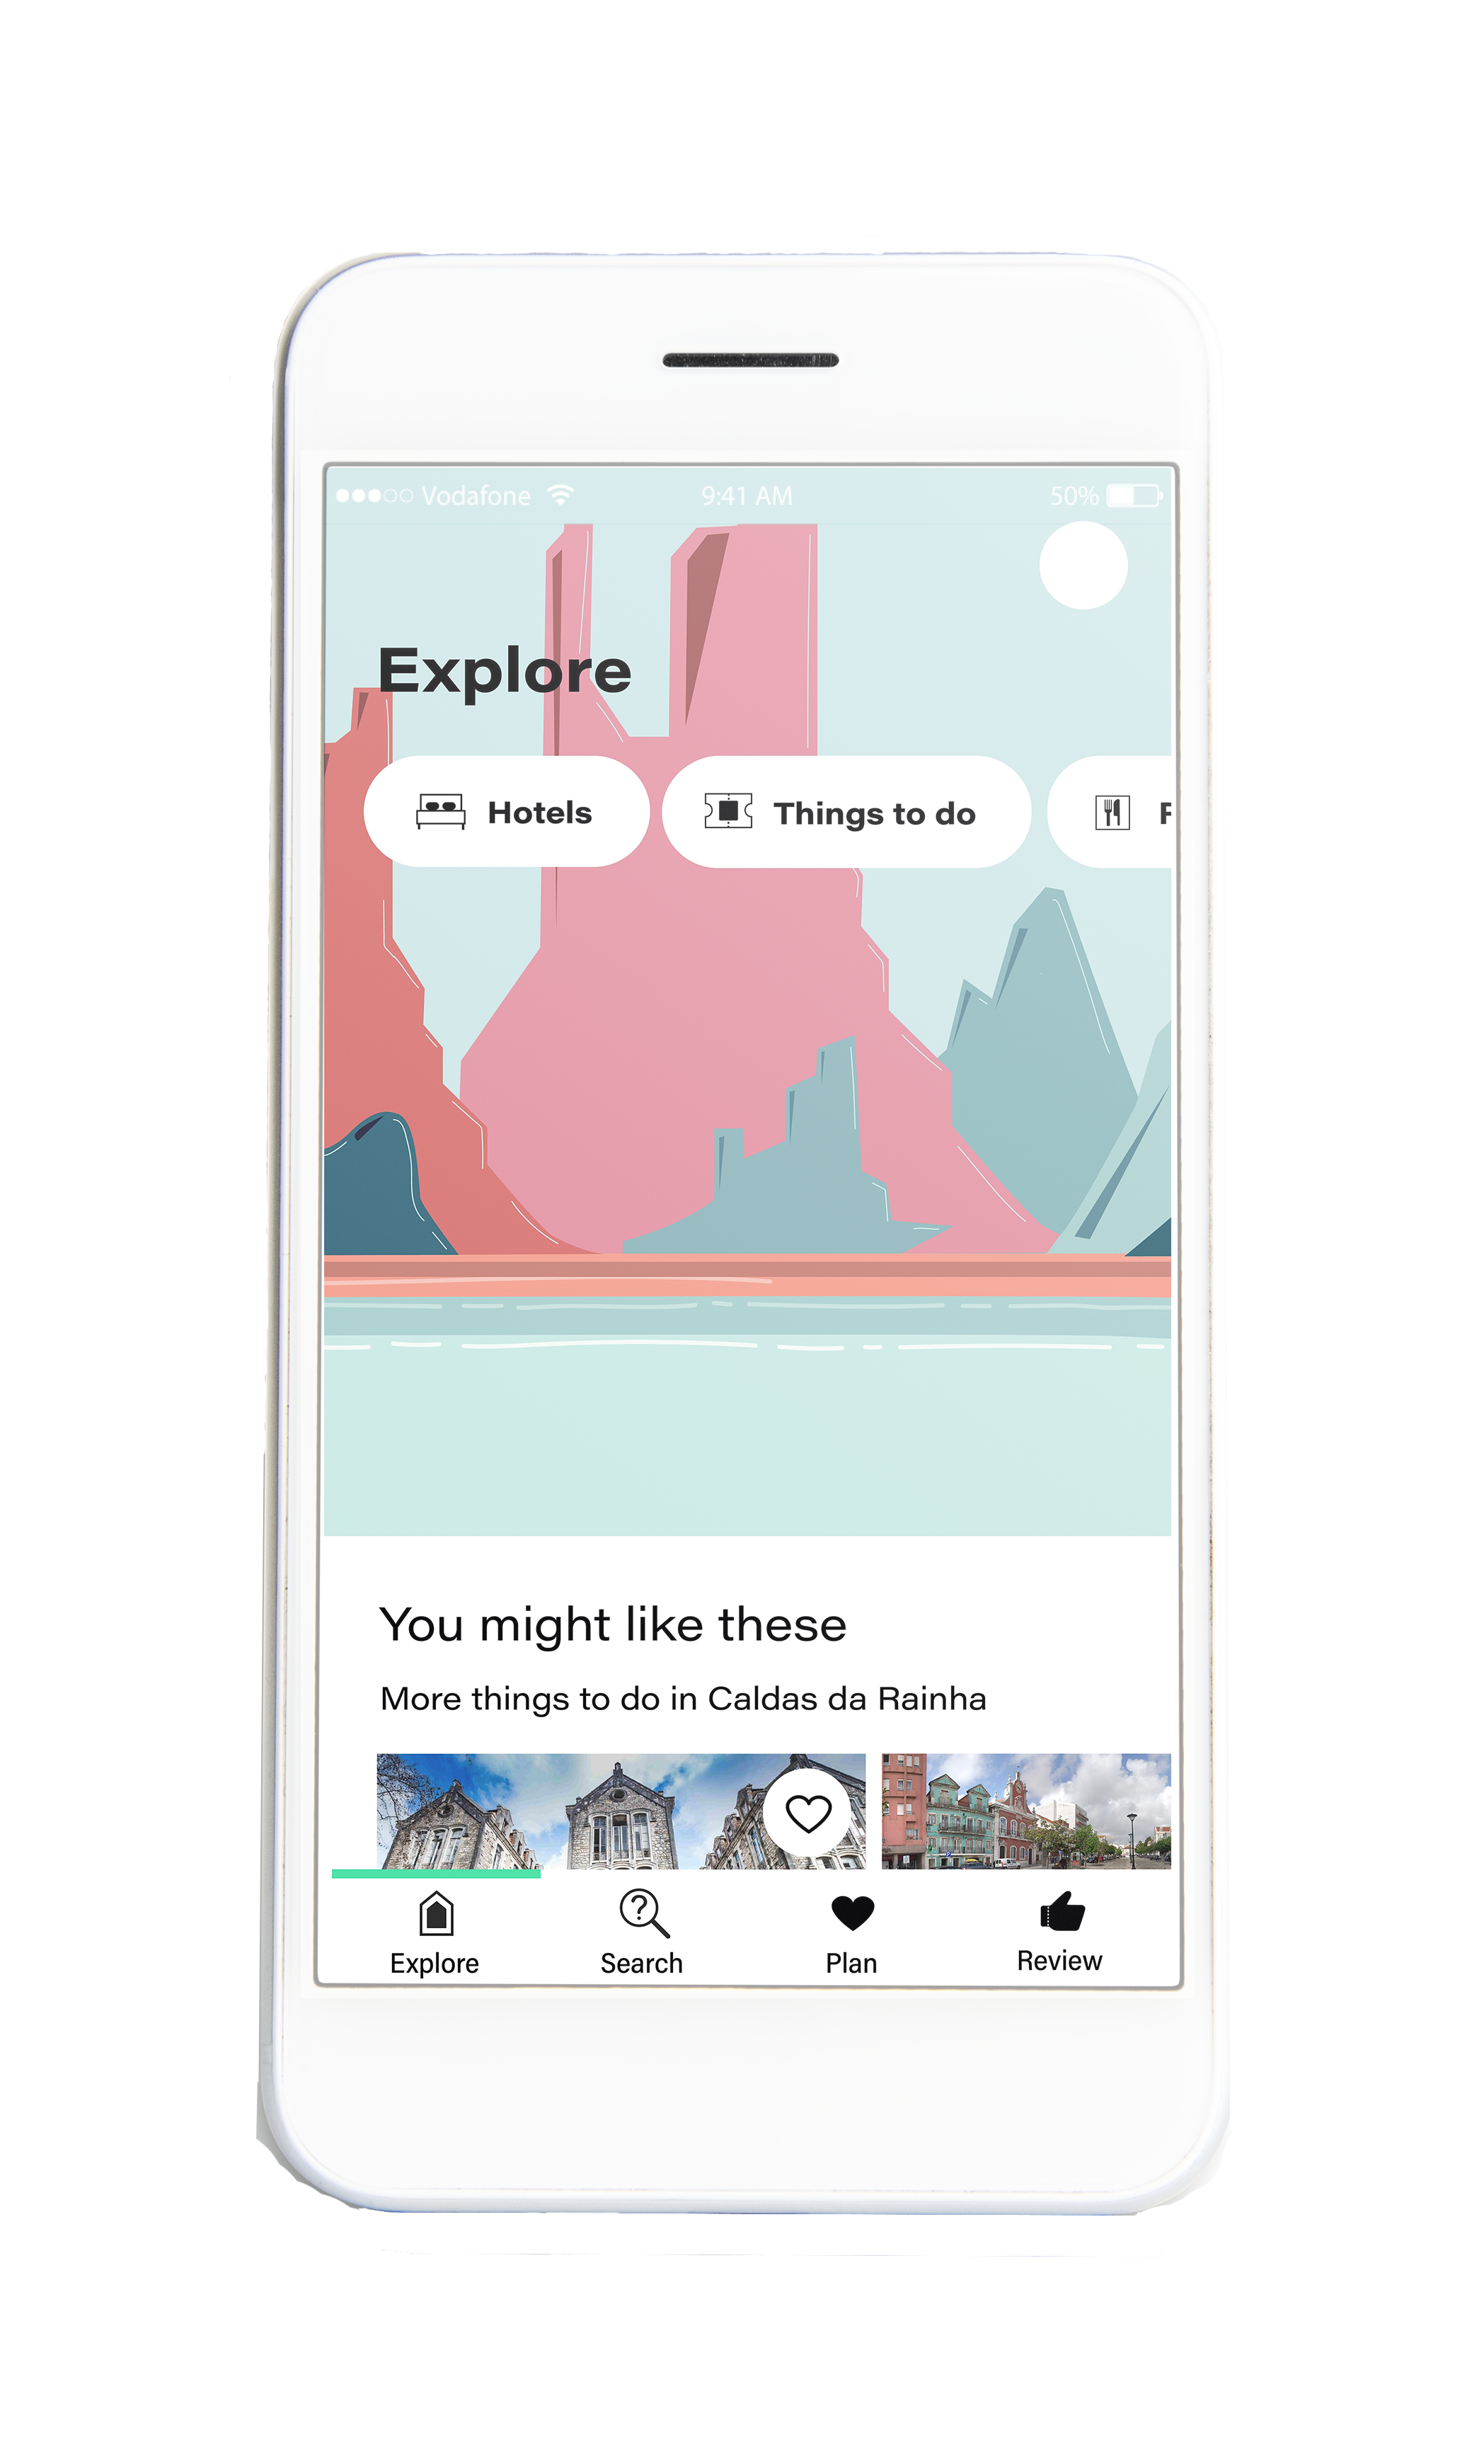 Vodafone 9:41 AM 50%
Explore
Hotels Things to do
You might like these
More things to do in Caldas da Rainha
Explore Search Plan Review